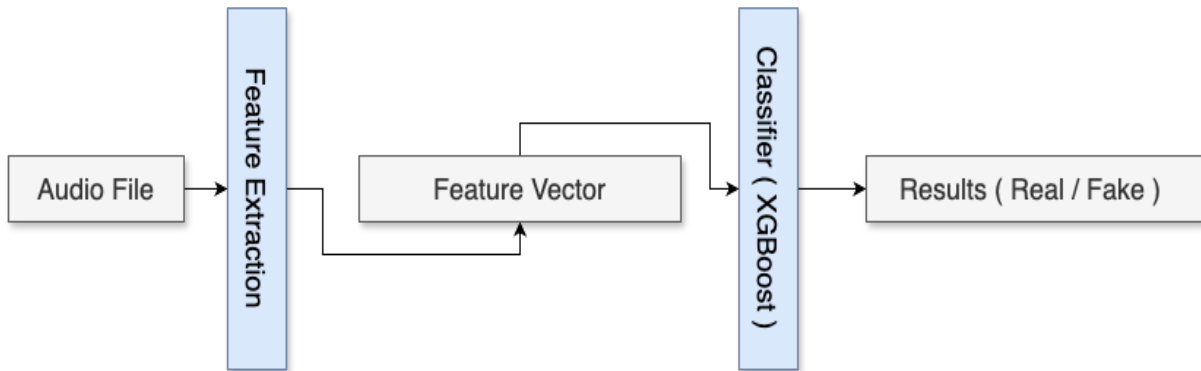 Audio File
Feature Extraction
Feature Vector
Classifier ( XGBoost )
Results ( Real / Fake )